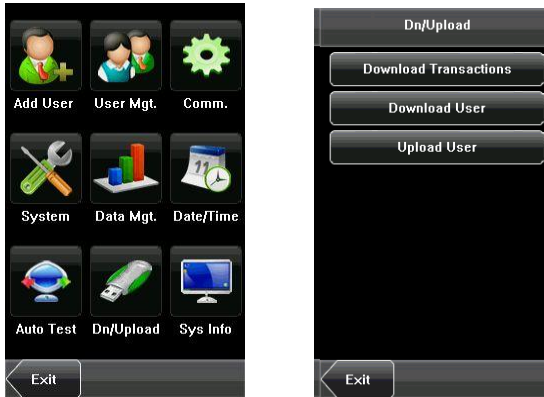 Add User User Mgt. Comm.
11
System Data Mgt. Date/Time
Auto Test Dn/Upload Sys Info
Exit
Dn/Upload
Download Transactions
Download User
Upload User
Exit